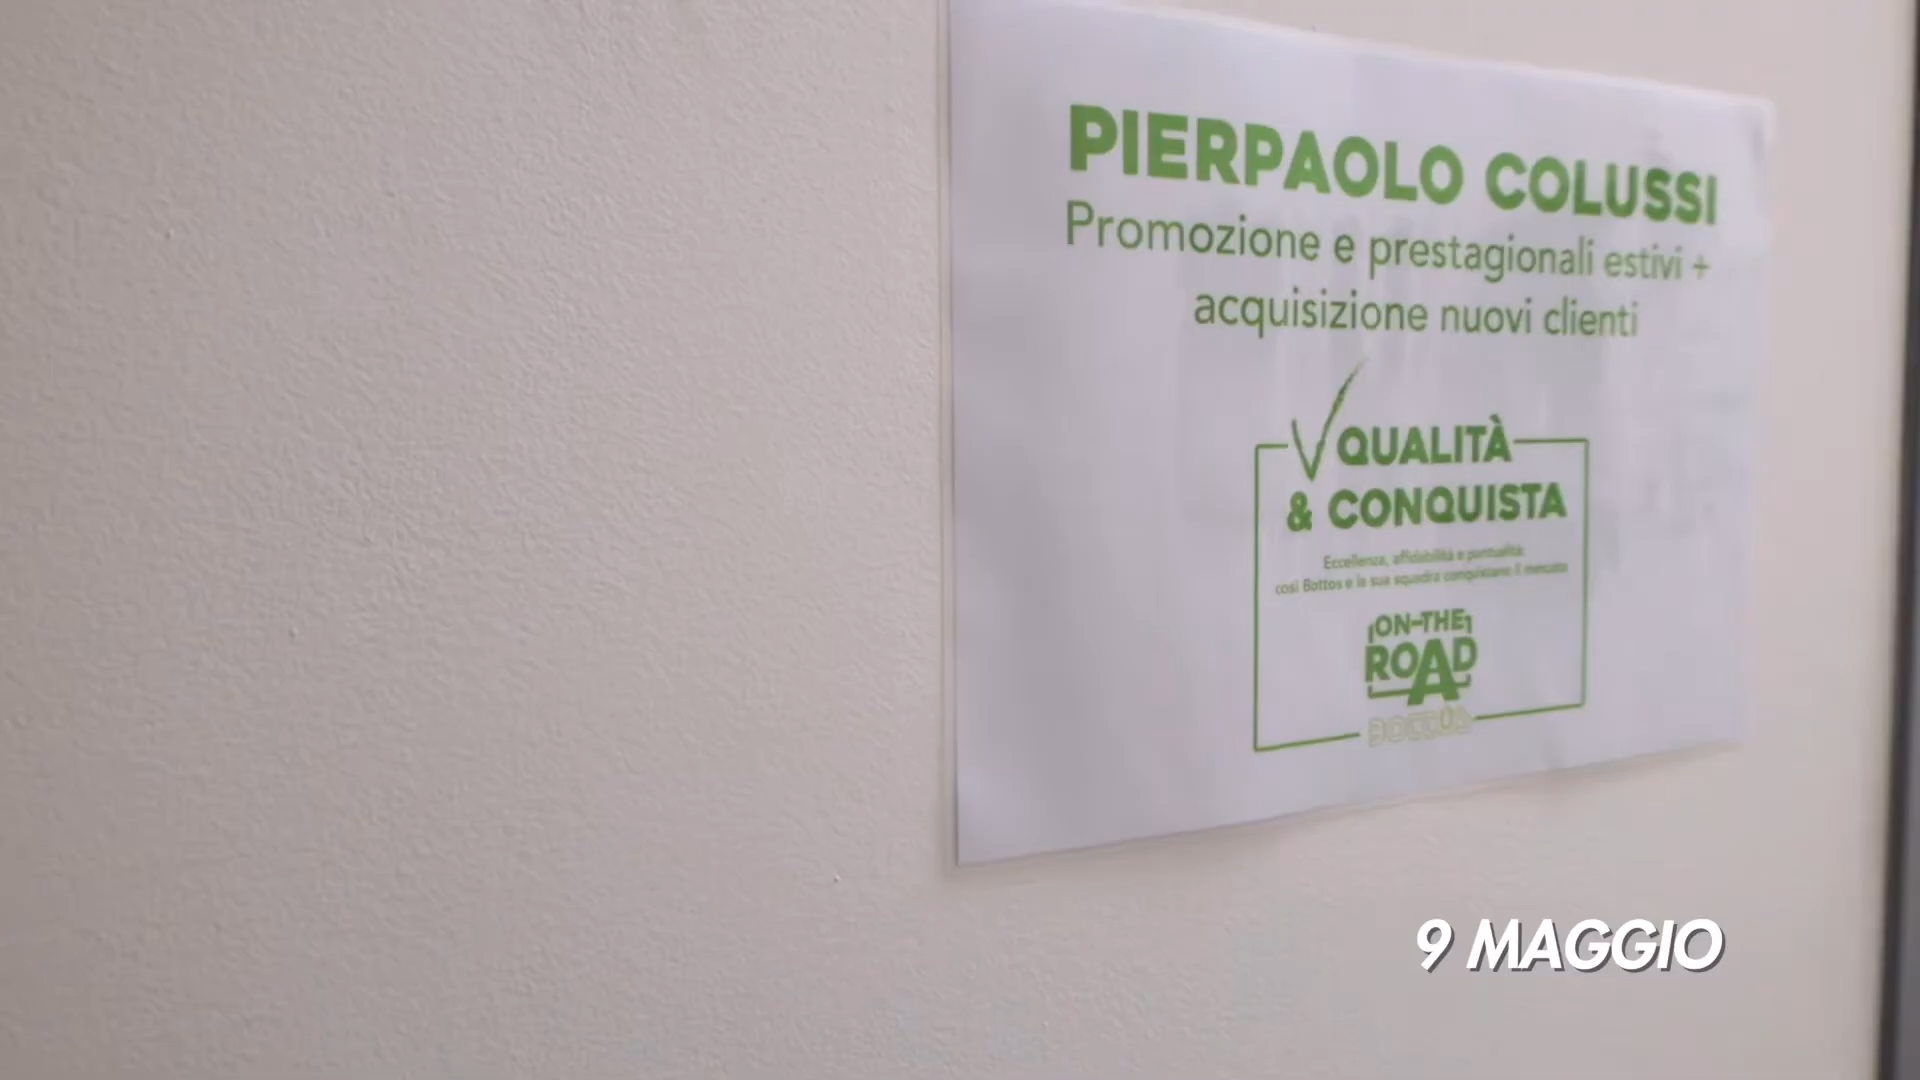 PIERPAOLO COLUSSI
Promozione e prestagionali estivi +
acquisizione nuovi clienti
QUALITÀ
& CONQUISTA
Eccellenza, affidabilità e puntualità:
così Bottos e la sua squadra conquistano il mercato
ON-THE
ROAD
BOTTOS
9 MAGGIO